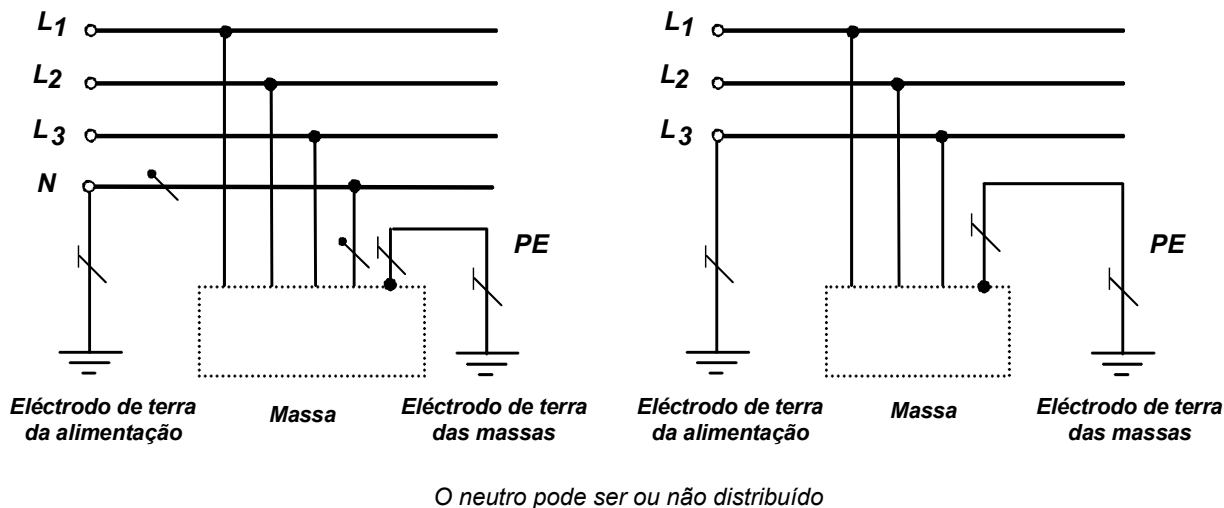 L1
L2
L3
N
PE
Eléctrodo de terra
da alimentação
Massa
Eléctrodo de terra
das massas
L1
L2
L3
PE
Eléctrodo de terra
da alimentação
Massa
Eléctrodo de terra
das massas
O neutro pode ser ou não distribuído